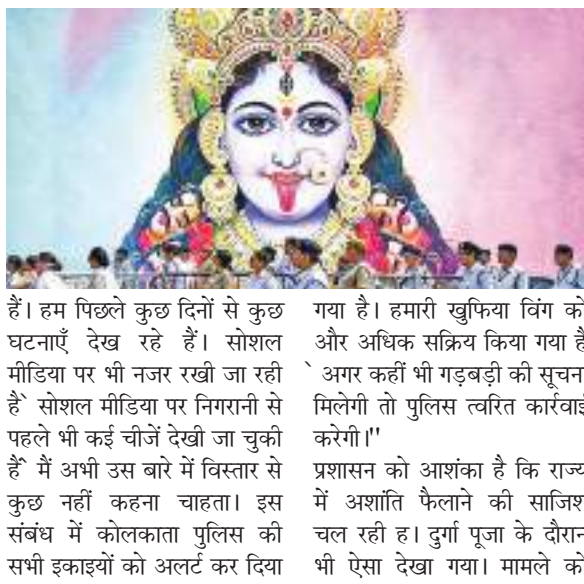 हैं। हम पिछले कुछ दिनों से कुछ
घटनाएँ देख रहे हैं। सोशल
मीडिया पर भी नजर रखी जा रही
है` सोशल मीडिया पर निगरानी से
पहले भी कई चीजें देखी जा चुकी
हैं` मैं अभी उस बारे में विस्तार से
कुछ नहीं कहना चाहता। इस
संबंध में कोलकाता पुलिस की
सभी इकाइयों को अलर्ट कर दिया
गया है। हमारी खुफिया विंग को
और अधिक सक्रिय किया गया है
` अगर कहीं भी गड़बड़ी की सूचना
मिलेगी तो पुलिस त्वरित कार्रवाई
करेगी।''
प्रशासन को आशंका है कि राज्य
में अशांति फैलाने की साजिश
चल रही ह। दुर्गा पूजा के दौरान
भी ऐसा देखा गया। मामले को